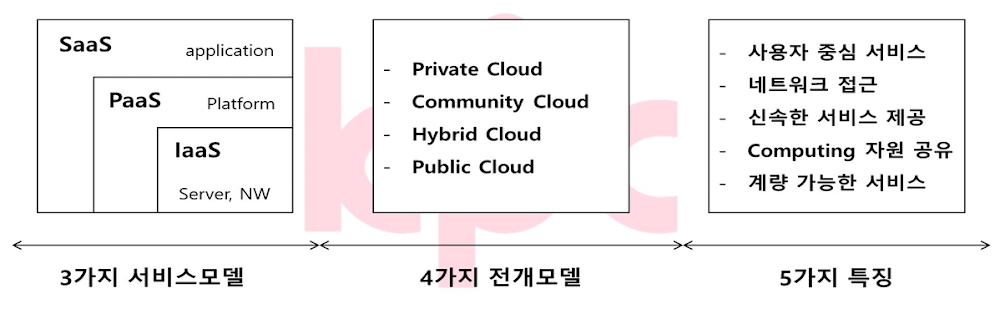 SaaS application
PaaS Platform
IaaS
Server, NW
- Private Cloud
- Community Cloud
- Hybrid Cloud
- Public Cloud
- 사용자 중심 서비스
- 네트워크 접근
- 신속한 서비스 제공
- Computing 자원 공유
- 계량 가능한 서비스
3가지 서비스모델
4가지 전개모델
5가지 특징
kpc